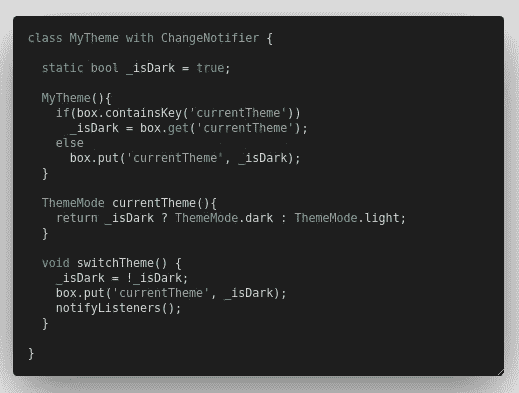 class MyTheme with ChangeNotifier {
static bool _isDark = true;
MyTheme(){
if(box.containsKey('currentTheme'))
_isDark = box.get('currentTheme');
else
box.put('currentTheme', _isDark);
}
ThemeMode currentTheme(){
return _isDark ? ThemeMode.dark : ThemeMode.light;
}
void switchTheme() {
_isDark = !_isDark;
box.put('currentTheme', _isDark);
notifyListeners();
}
}